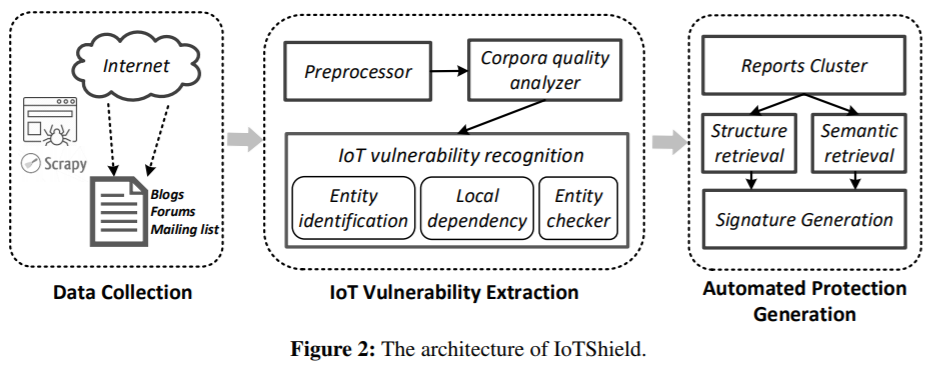 Internet
Scrapy
Blogs
Forums
Mailing list
Data Collection
Preprocessor
Corpora quality
analyzer
IoT vulnerability recognition
Entity
identification
Local
dependency
Entity
checker
IoT Vulnerability Extraction
Reports Cluster
Structure
retrieval
Semantic
retrieval
Signature Generation
Automated Protection
Generation
Figure 2: The architecture of IoTShield.